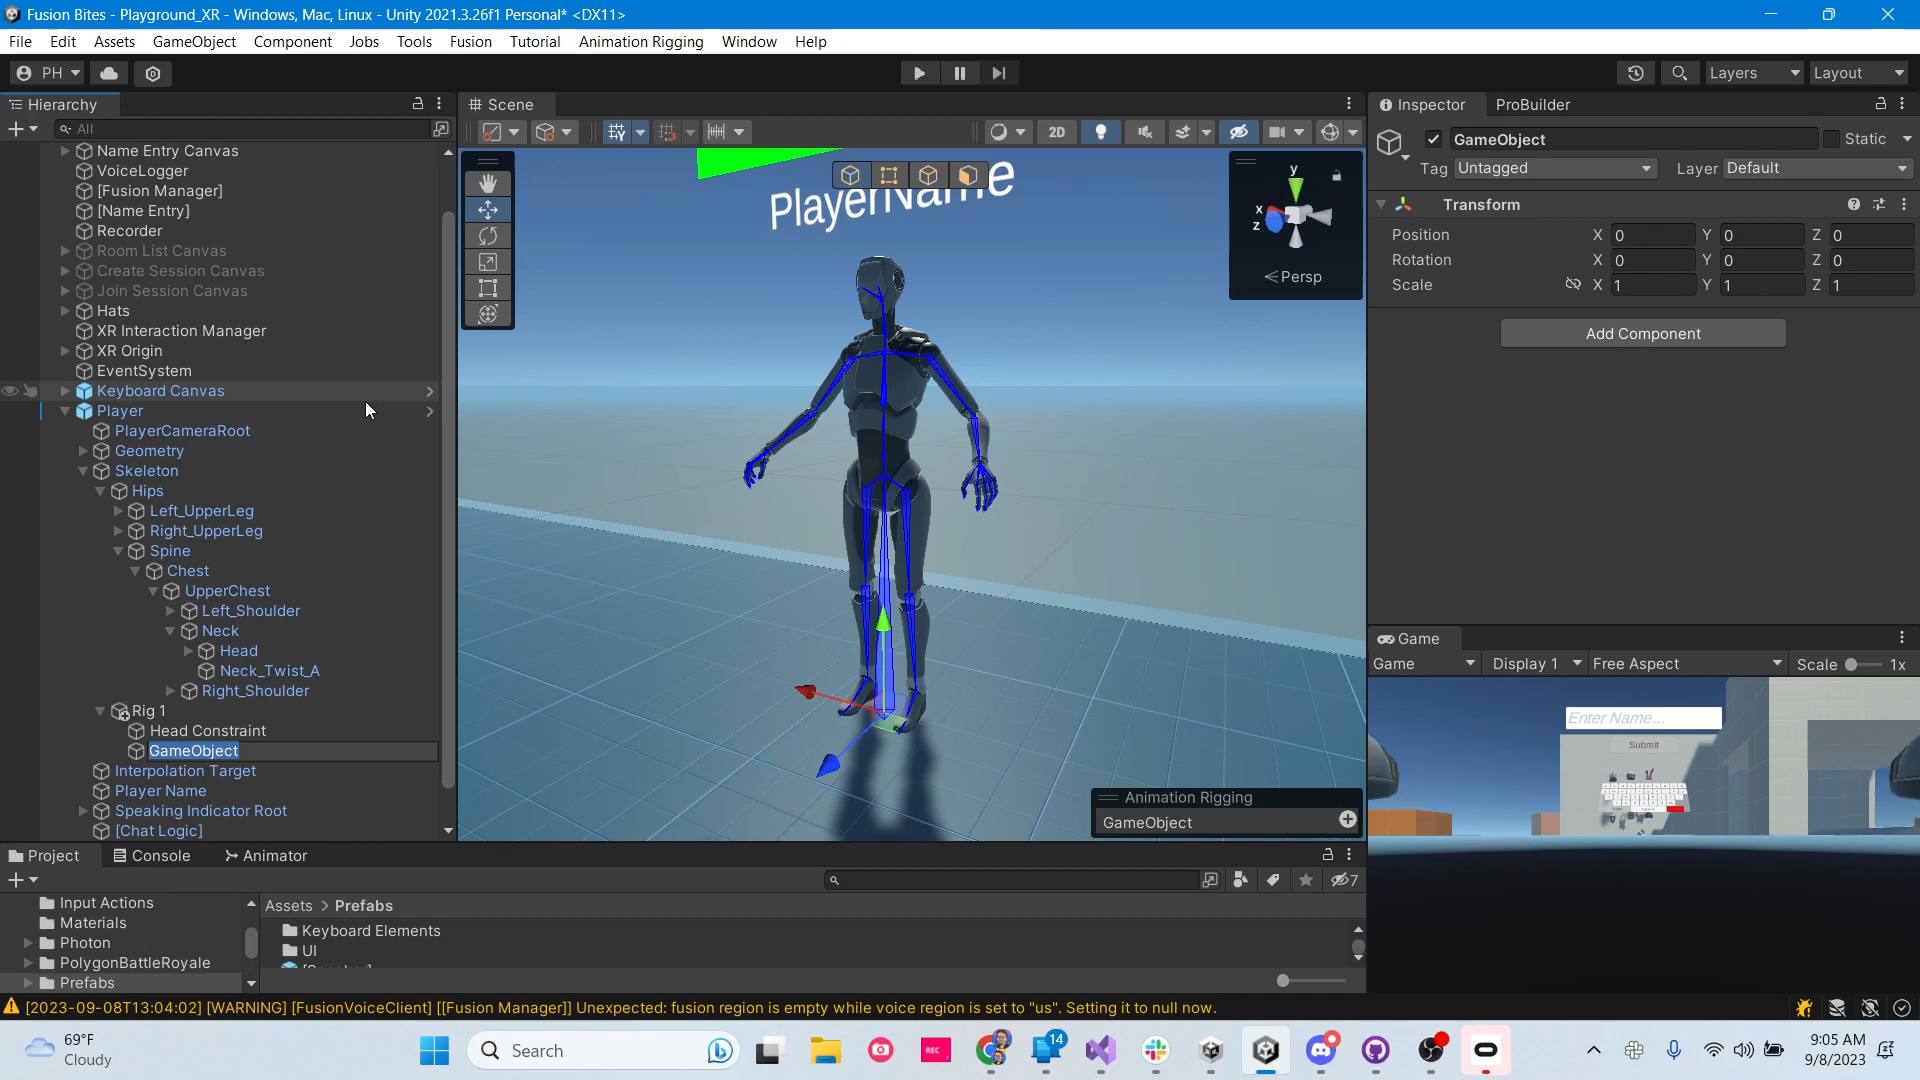 Fusion Bites - Playground_XR - Windows, Mac, Linux - Unity 2021.3.26f1 Personal* <DX11>
File Edit Assets GameObject Component Jobs Tools Fusion Tutorial Animation Rigging Window Help
PH Layers Layout
Hierarchy
All
Name Entry Canvas
VoiceLogger
[Fusion Manager]
[Name Entry]
Recorder
Room List Canvas
Create Session Canvas
Join Session Canvas
Hats
XR Interaction Manager
XR Origin
EventSystem
Keyboard Canvas
Player
PlayerCameraRoot
Geometry
Skeleton
Hips
Left_UpperLeg
Right_UpperLeg
Spine
Chest
UpperChest
Left_Shoulder
Neck
Head
Neck_Twist_A
Right_Shoulder
Rig 1
Head Constraint
GameObject
Interpolation Target
Player Name
Speaking Indicator Root
[Chat Logic]
Scene
2D
PlayerName
y
x
z
Persp
Animation Rigging
GameObject
Inspector ProBuilder
GameObject Static
Tag Untagged Layer Default
Transform
Position X 0 Y 0 Z 0
Rotation X 0 Y 0 Z 0
Scale X 1 Y 1 Z 1
Add Component
Game
Game Display 1 Free Aspect Scale 1x
Enter Name...
Submit
Project Console Animator
7
Input Actions
Materials
Photon
PolygonBattleRoyale
Prefabs
Assets > Prefabs
Keyboard Elements
UI
[2023-09-08T13:04:02] [WARNING] [FusionVoiceClient] [[Fusion Manager]] Unexpected: fusion region is empty while voice region is set to "us". Setting it to null now.
69°F
Cloudy
Search
REC
14
9:05 AM
9/8/2023